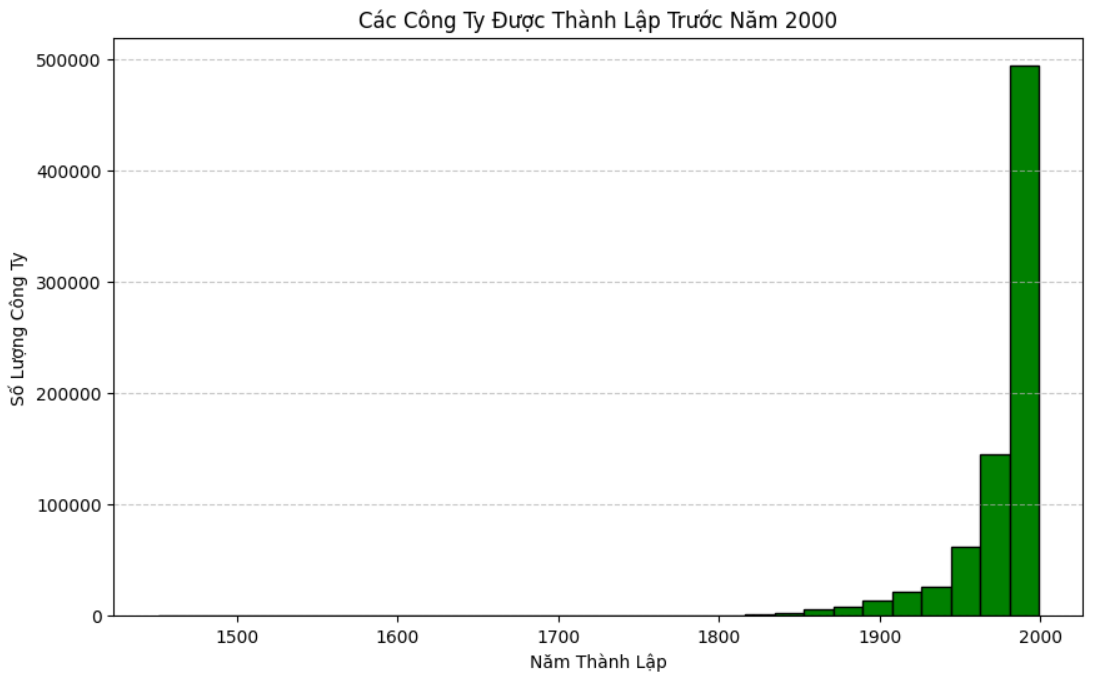 Các Công Ty Được Thành Lập Trước Năm 2000
500000
400000
300000
200000
100000
0
Số Lượng Công Ty
1500 1600 1700 1800 1900 2000
Năm Thành Lập